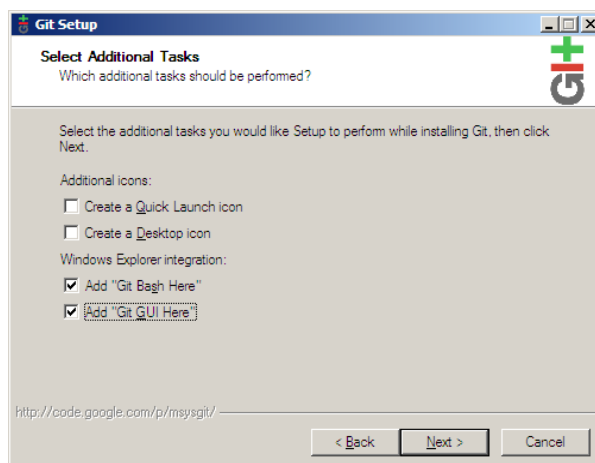 Git Setup
Select Additional Tasks
Which additional tasks should be performed?
git
Select the additional tasks you would like Setup to perform while installing Git, then click
Next.
Additional icons:
Create a Quick Launch icon
Create a Desktop icon
Windows Explorer integration:
Add "Git Bash Here"
Add "Git GUI Here"
http://code.google.com/p/msysgit/
< Back
Next >
Cancel